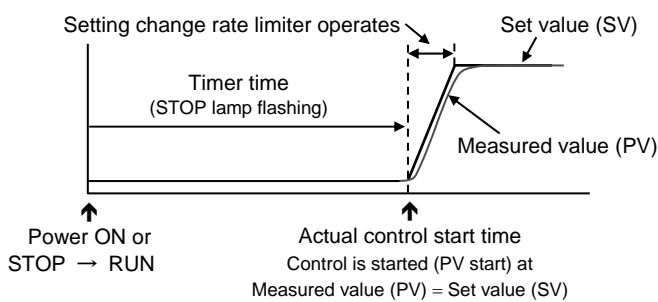 Setting change rate limiter operates
Set value (SV)
Timer time
(STOP lamp flashing)
Measured value (PV)
Power ON or
STOP → RUN
Actual control start time
Control is started (PV start) at
Measured value (PV) = Set value (SV)